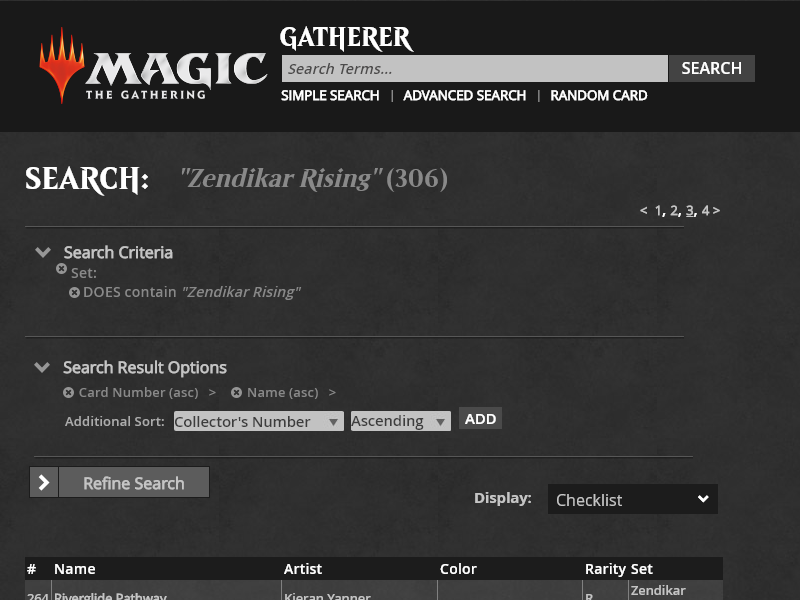 MAGIC
THE GATHERING
GATHERER
Search Terms...
SEARCH
SIMPLE SEARCH | ADVANCED SEARCH | RANDOM CARD
SEARCH: "Zendikar Rising" (306)
< 1, 2, 3, 4 >
Search Criteria
Set:
DOES contain "Zendikar Rising"
Search Result Options
Card Number (asc) > Name (asc) >
Additional Sort: Collector's Number Ascending ADD
Refine Search
Display: Checklist
# Name Artist Color Rarity Set
264 Riverglide Pathway Kieran Yanner R Zendikar